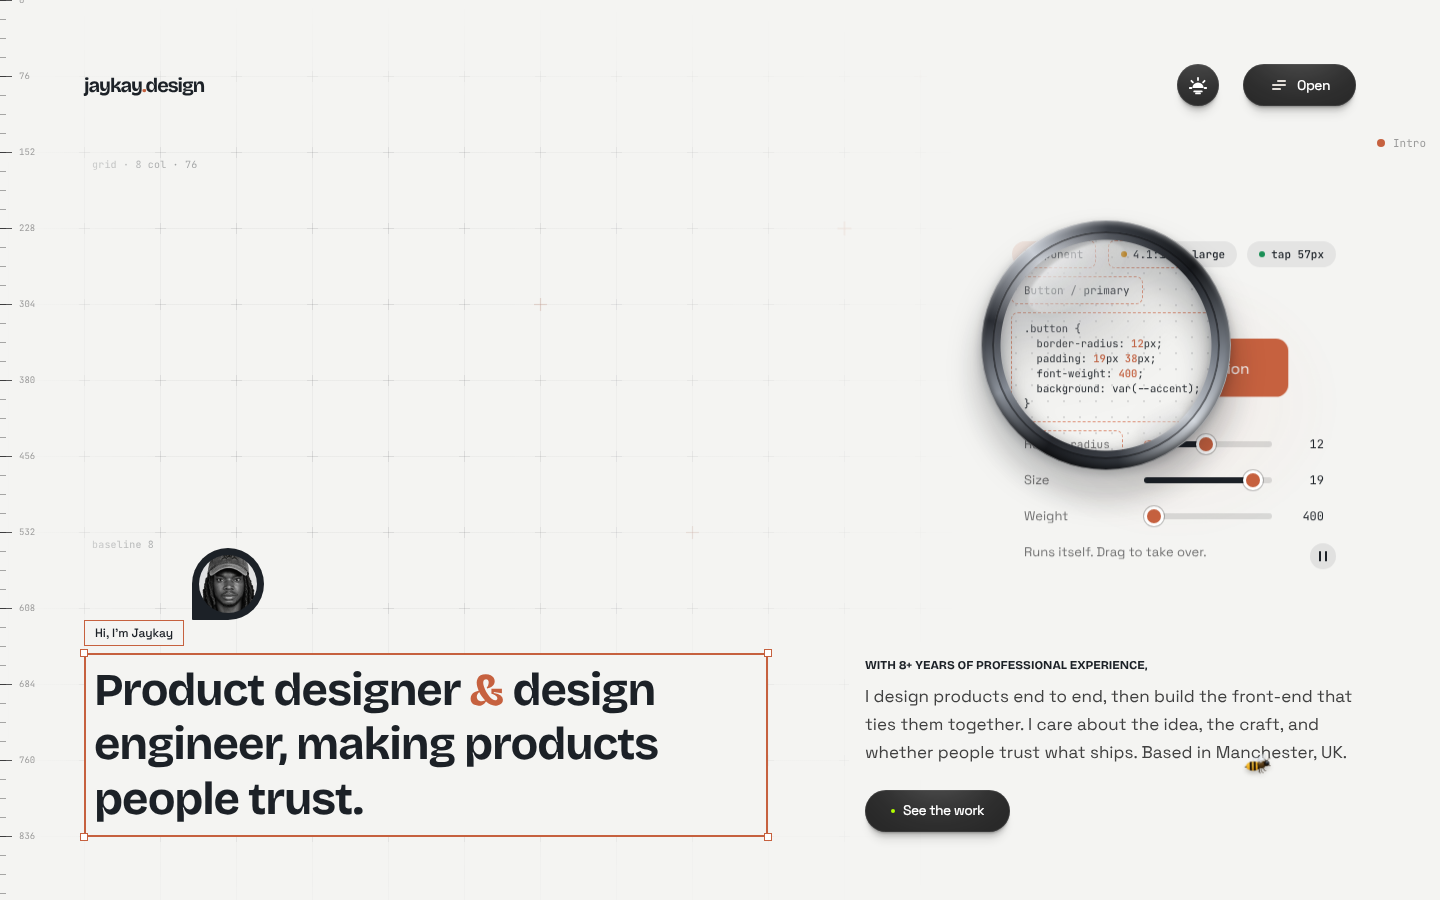 0
76
152
228
304
380
456
532
608
684
760
836
jaykay.design
Open
Intro
grid · 8 col · 76
large
tap 57px
Button / primary
.button {
border-radius: 12px;
padding: 19px 38px;
font-weight: 400;
background: var(--accent);
}
radius
12
Size
19
Weight
400
Runs itself. Drag to take over.
baseline 8
Hi, I'm Jaykay
Product designer & design
engineer, making products
people trust.
WITH 8+ YEARS OF PROFESSIONAL EXPERIENCE,
I design products end to end, then build the front-end that
ties them together. I care about the idea, the craft, and
whether people trust what ships. Based in Manchester, UK.
See the work